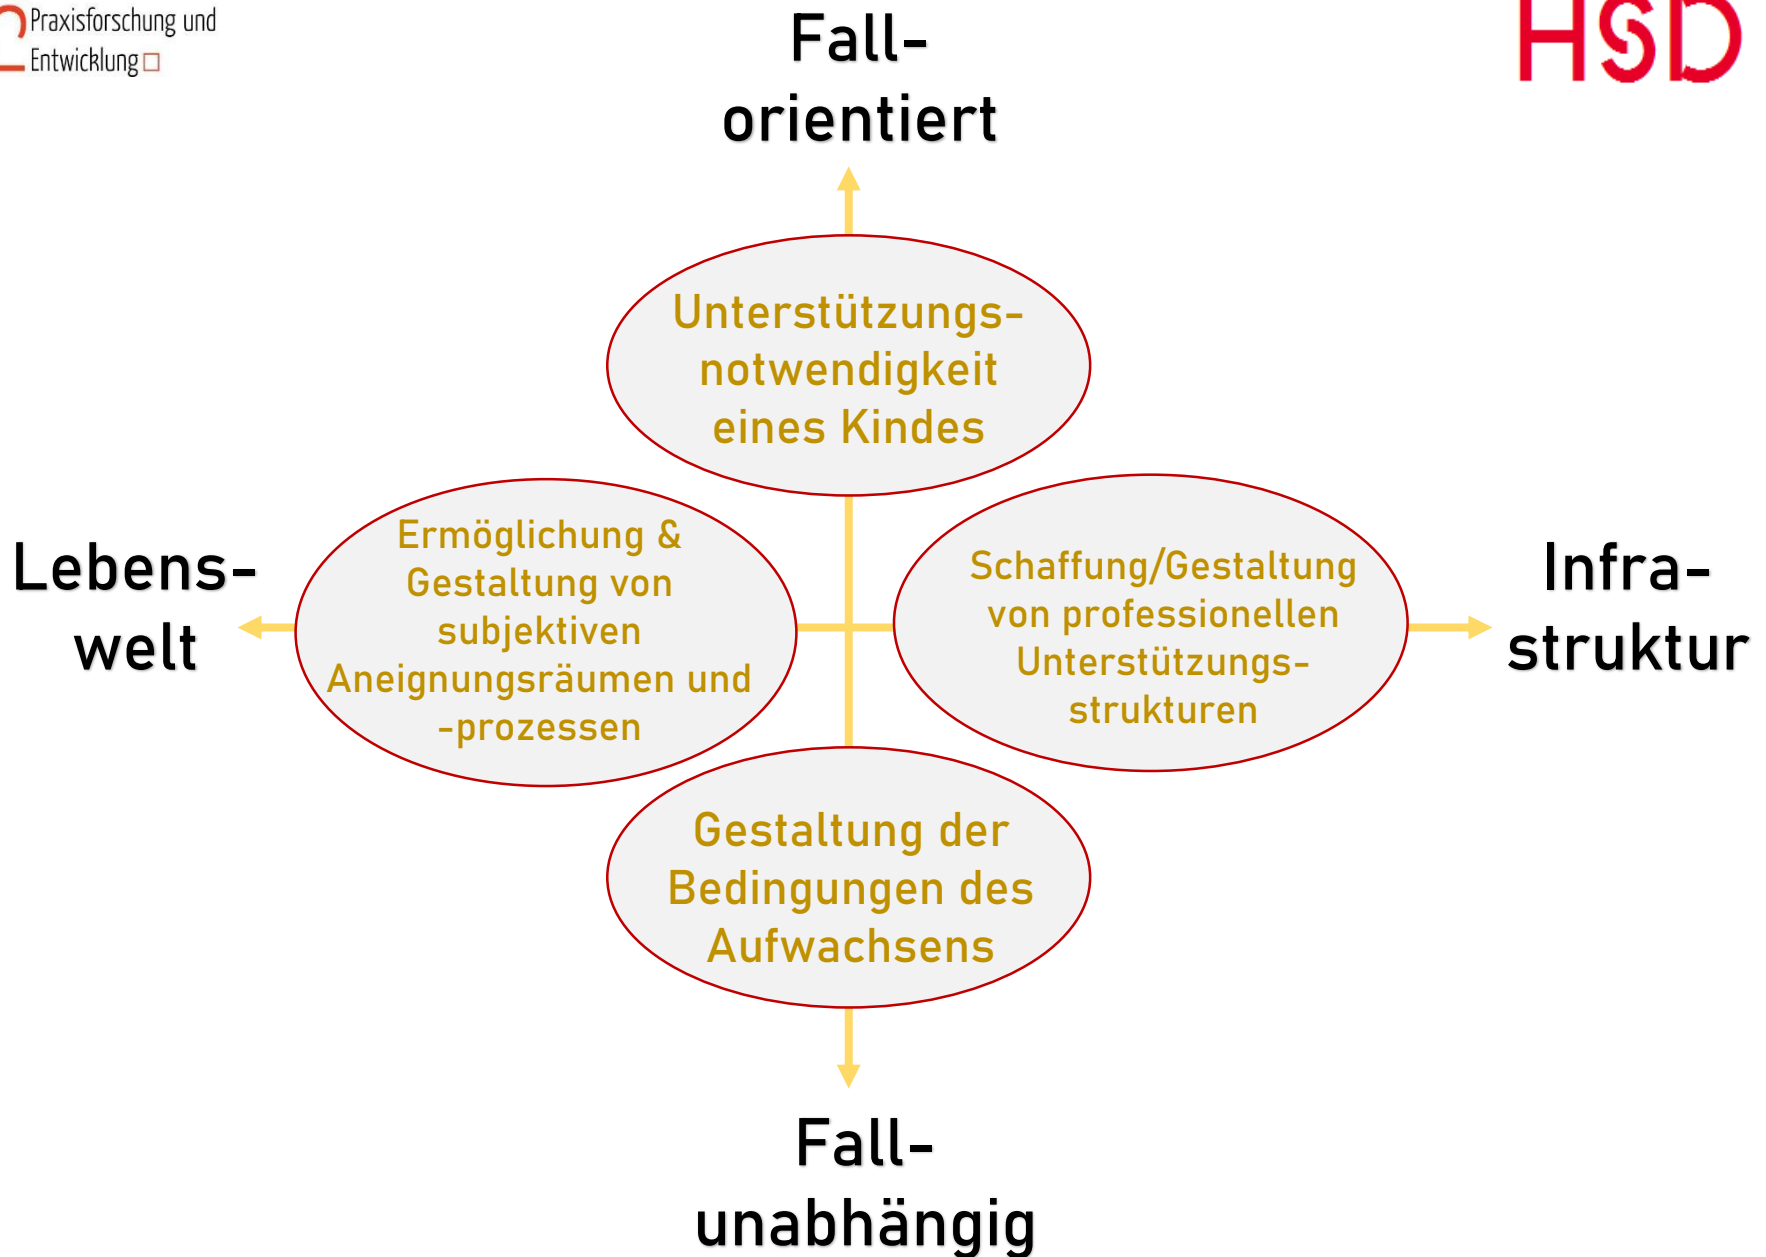 Praxisforschung und
Entwicklung
HSD
Fall-
orientiert
Unterstützungs-
notwendigkeit
eines Kindes
Lebens-
welt
Ermöglichung &
Gestaltung von
subjektiven
Aneignungsräumen und
-prozessen
Schaffung/Gestaltung
von professionellen
Unterstützungs-
strukturen
Infra-
struktur
Gestaltung der
Bedingungen des
Aufwachsens
Fall-
unabhängig